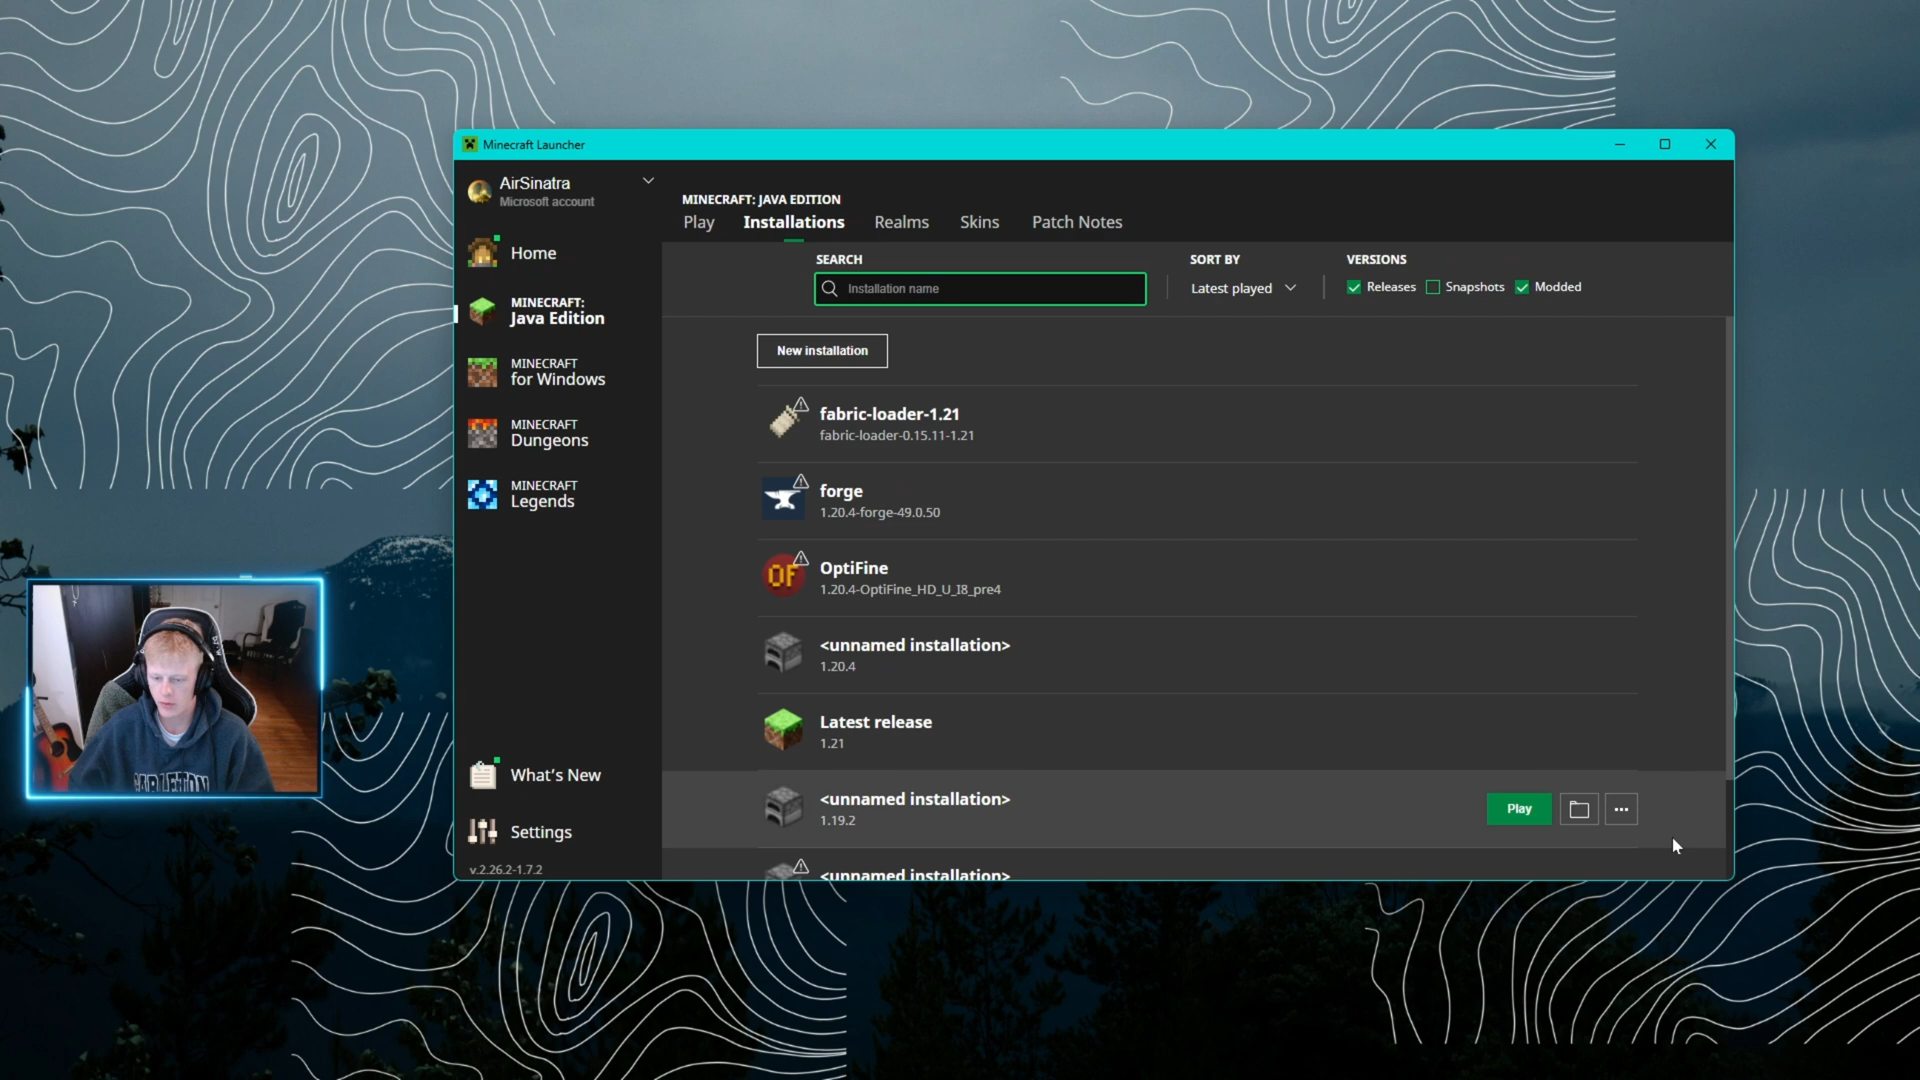 Minecraft Launcher
AirSinatra
Microsoft account
Home
MINECRAFT:
Java Edition
MINECRAFT
for Windows
MINECRAFT
Dungeons
MINECRAFT
Legends
What's New
Settings
v.2.26.2-1.7.2
MINECRAFT: JAVA EDITION
Play Installations Realms Skins Patch Notes
SEARCH
Installation name
SORT BY
Latest played
VERSIONS
Releases Snapshots Modded
New installation
fabric-loader-1.21
fabric-loader-0.15.11-1.21
forge
1.20.4-forge-49.0.50
OF
OptiFine
1.20.4-OptiFine_HD_U_I8_pre4
<unnamed installation>
1.20.4
Latest release
1.21
<unnamed installation>
1.19.2
Play
<unnamed installation>